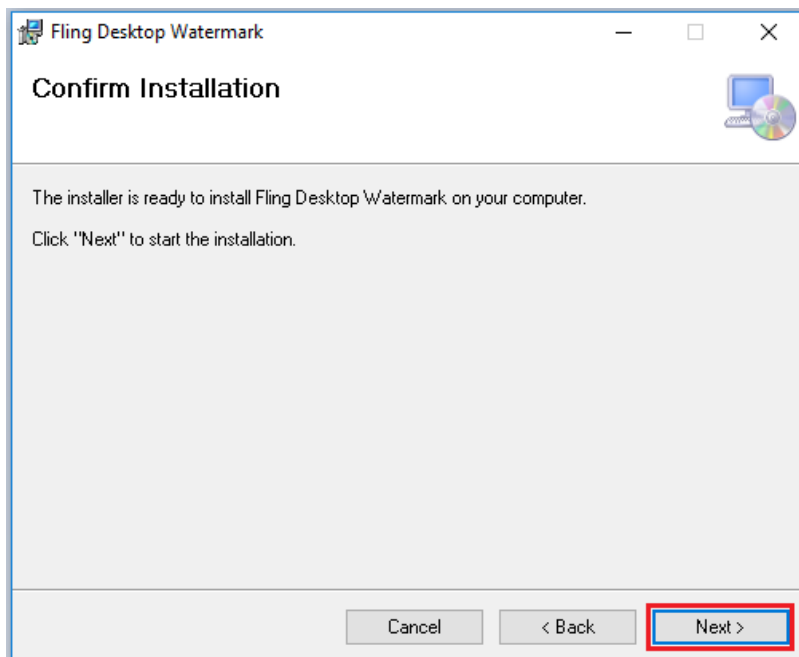 Fling Desktop Watermark
Confirm Installation
The installer is ready to install Fling Desktop Watermark on your computer.
Click "Next" to start the installation.
Cancel
< Back
Next >